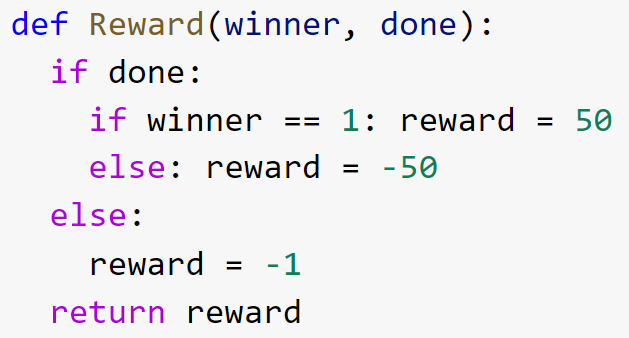 def Reward(winner, done):
  if done:
    if winner == 1: reward = 50
    else: reward = -50
  else:
    reward = -1
  return reward